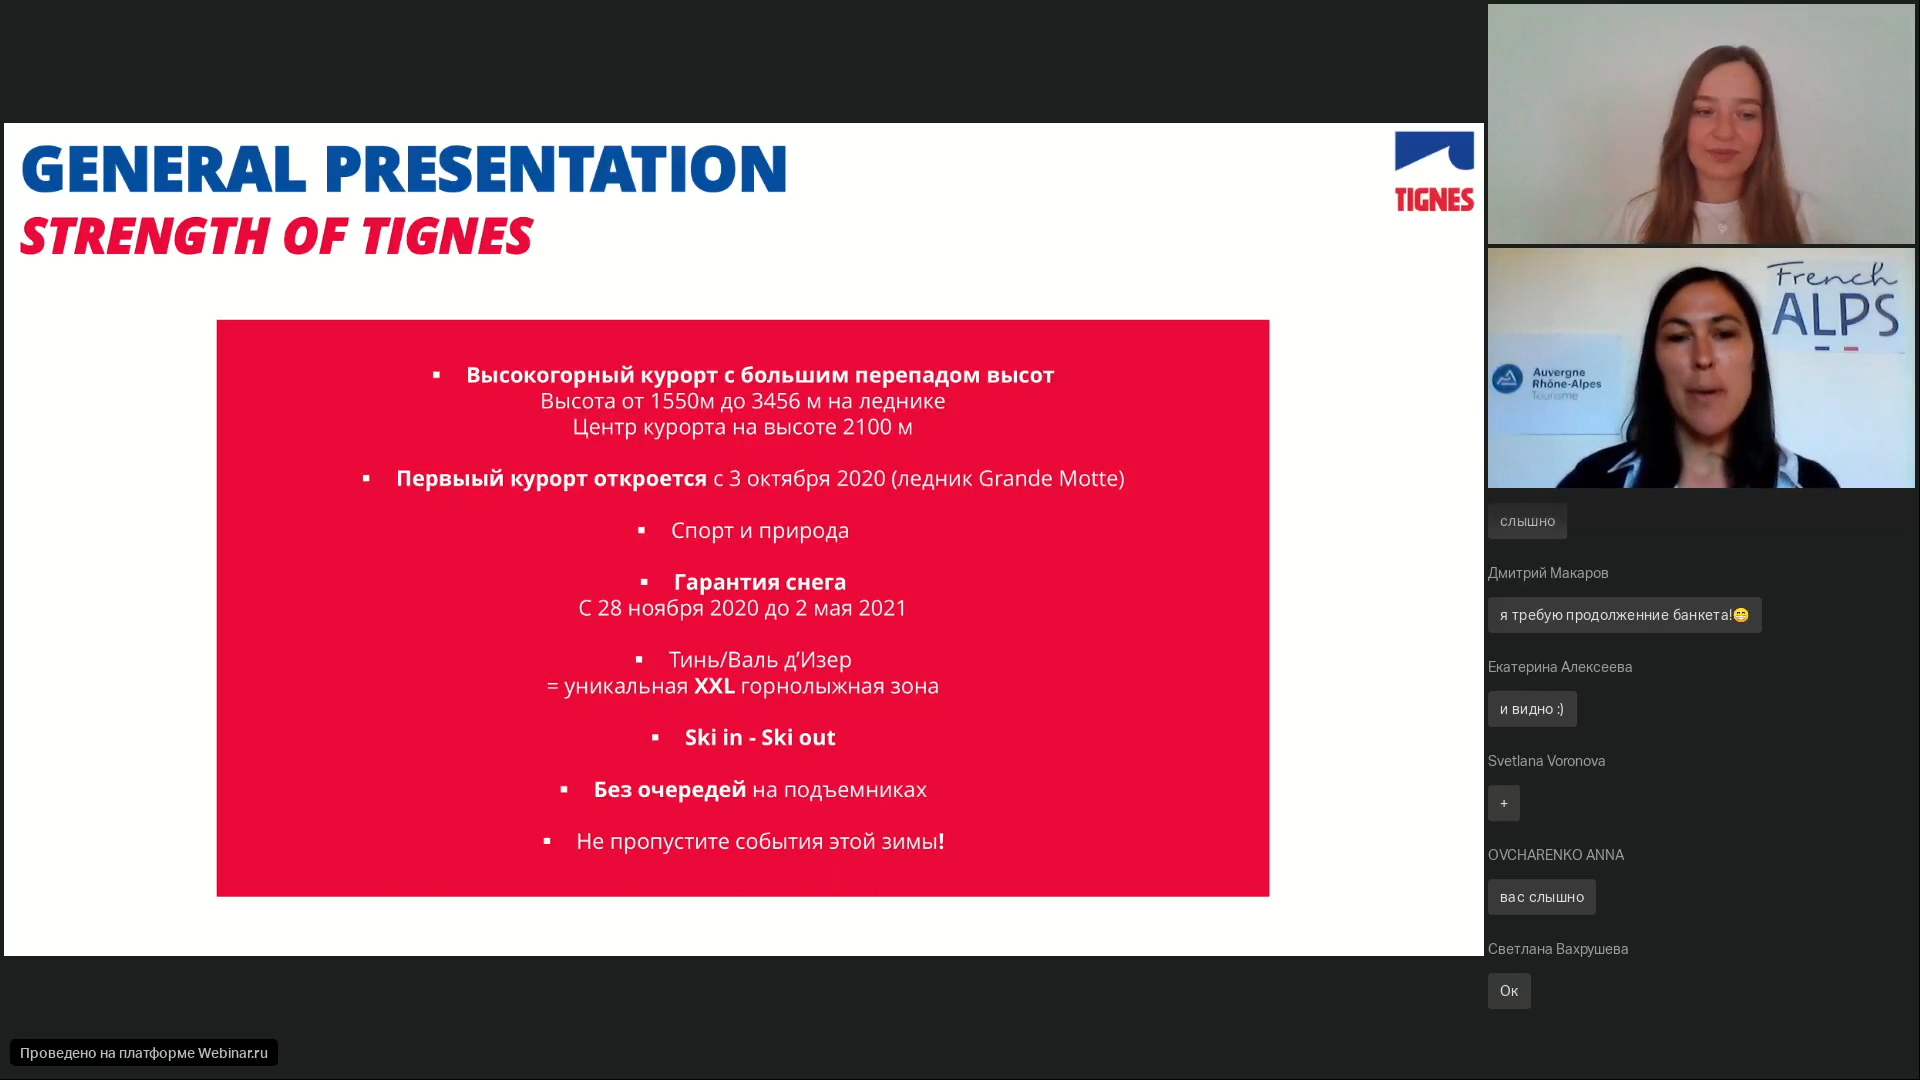 GENERAL PRESENTATION
STRENGTH OF TIGNES
TIGNES
▪ Высокогорный курорт с большим перепадом высот
Высота от 1550м до 3456 м на леднике
Центр курорта на высоте 2100 м
▪ Первыый курорт откроется с 3 октября 2020 (ледник Grande Motte)
▪ Спорт и природа
▪ Гарантия снега
С 28 ноября 2020 до 2 мая 2021
▪ Тинь/Валь д’Изер
= уникальная XXL горнолыжная зона
▪ Ski in - Ski out
▪ Без очередей на подъемниках
▪ Не пропустите события этой зимы!
Проведено на платформе Webinar.ru
French
ALPS
Auvergne
Rhône-Alpes
Tourisme
слышно
Дмитрий Макаров
я требую продолженние банкета!😁
Екатерина Алексеева
и видно :)
Svetlana Voronova
+
OVCHARENKO ANNA
вас слышно
Светлана Вахрушева
Ок